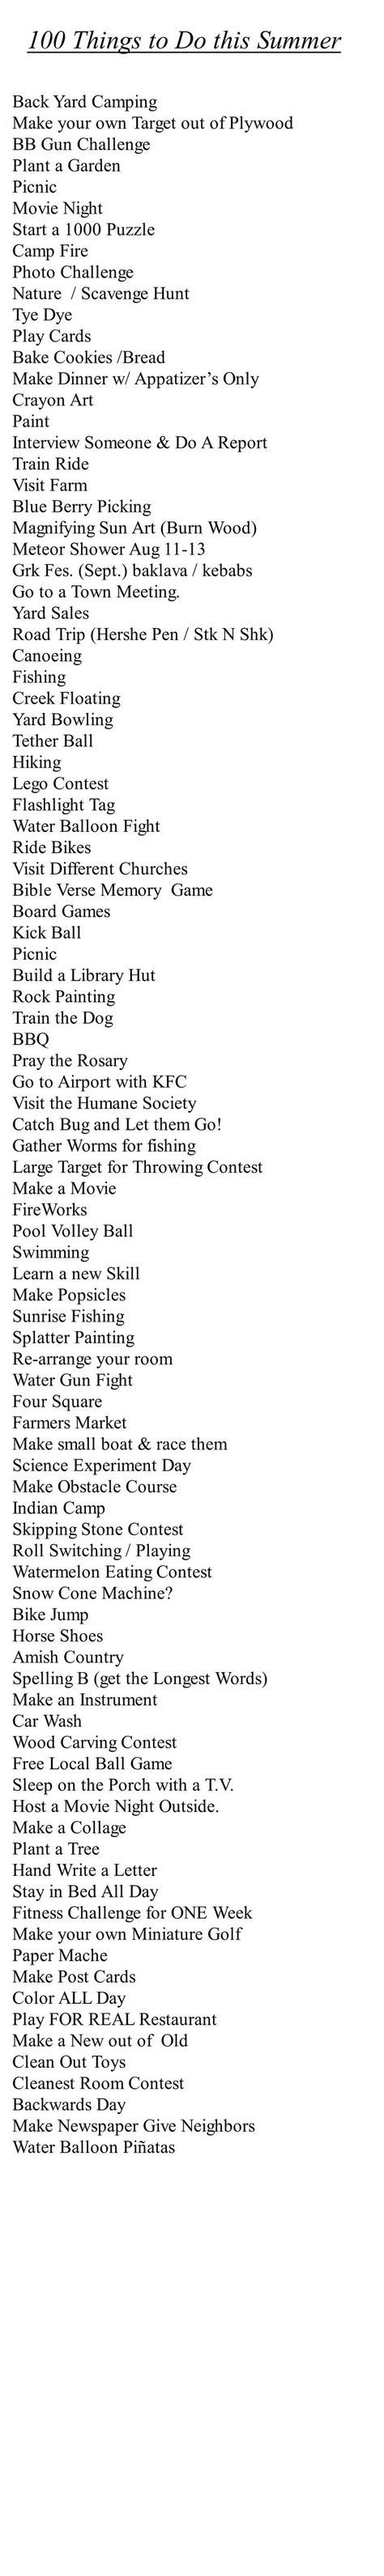 100 Things to Do this Summer
Back Yard Camping
Make your own Target out of Plywood
BB Gun Challenge
Plant a Garden
Picnic
Movie Night
Start a 1000 Puzzle
Camp Fire
Photo Challenge
Nature / Scavenge Hunt
Tye Dye
Play Cards
Bake Cookies /Bread
Make Dinner w/ Appatizer’s Only
Crayon Art
Paint
Interview Someone & Do A Report
Train Ride
Visit Farm
Blue Berry Picking
Magnifying Sun Art (Burn Wood)
Meteor Shower Aug 11-13
Grk Fes. (Sept.) baklava / kebabs
Go to a Town Meeting.
Yard Sales
Road Trip (Hershe Pen / Stk N Shk)
Canoeing
Fishing
Creek Floating
Yard Bowling
Tether Ball
Hiking
Lego Contest
Flashlight Tag
Water Balloon Fight
Ride Bikes
Visit Different Churches
Bible Verse Memory Game
Board Games
Kick Ball
Picnic
Build a Library Hut
Rock Painting
Train the Dog
BBQ
Pray the Rosary
Go to Airport with KFC
Visit the Humane Society
Catch Bug and Let them Go!
Gather Worms for fishing
Large Target for Throwing Contest
Make a Movie
FireWorks
Pool Volley Ball
Swimming
Learn a new Skill
Make Popsicles
Sunrise Fishing
Splatter Painting
Re-arrange your room
Water Gun Fight
Four Square
Farmers Market
Make small boat & race them
Science Experiment Day
Make Obstacle Course
Indian Camp
Skipping Stone Contest
Roll Switching / Playing
Watermelon Eating Contest
Snow Cone Machine?
Bike Jump
Horse Shoes
Amish Country
Spelling B (get the Longest Words)
Make an Instrument
Car Wash
Wood Carving Contest
Free Local Ball Game
Sleep on the Porch with a T.V.
Host a Movie Night Outside.
Make a Collage
Plant a Tree
Hand Write a Letter
Stay in Bed All Day
Fitness Challenge for ONE Week
Make your own Miniature Golf
Paper Mache
Make Post Cards
Color ALL Day
Play FOR REAL Restaurant
Make a New out of Old
Clean Out Toys
Cleanest Room Contest
Backwards Day
Make Newspaper Give Neighbors
Water Balloon Piñatas